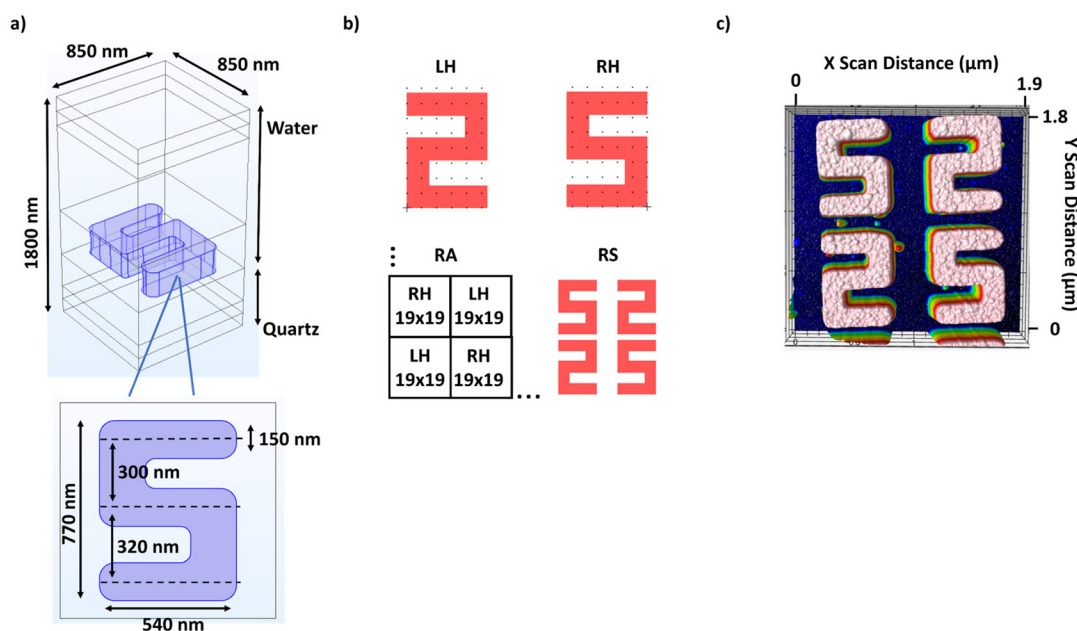 a)
850 nm
850 nm
Water
1800 nm
Quartz
150 nm
300 nm
770 nm
320 nm
540 nm
b)
LH
RH
RA
RS
RH
19x19
LH
19x19
LH
19x19
RH
19x19
...
...
c)
0
X Scan Distance (µm)
1.9
1.8
Y Scan Distance (µm)
0
0
1